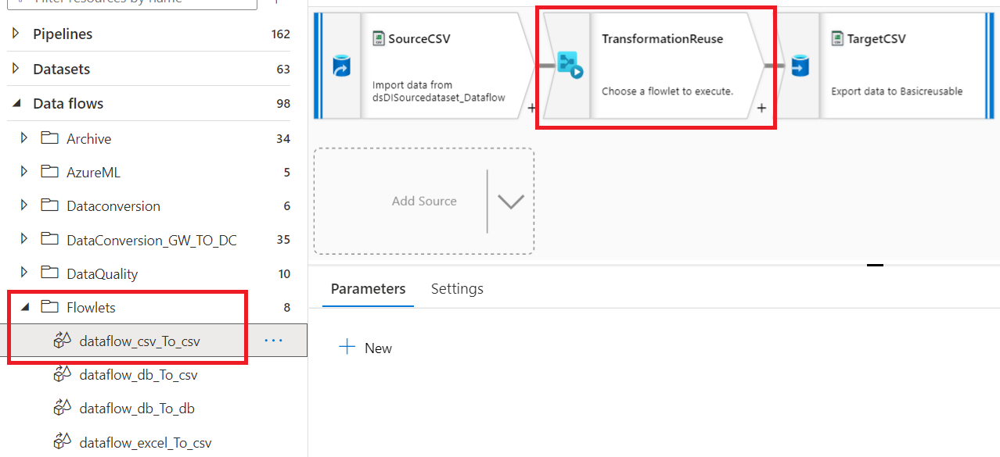 Filter resources by name
Pipelines 162
Datasets 63
Data flows 98
Archive 34
AzureML 5
Dataconversion 6
DataConversion_GW_TO_DC 35
DataQuality 10
Flowlets 8
dataflow_csv_To_csv ...
dataflow_db_To_csv
dataflow_db_To_db
dataflow_excel_To_csv
SourceCSV
Import data from
dsDISourcedataset_Dataflow
+
TransformationReuse
Choose a flowlet to execute.
+
TargetCSV
Export data to Basicreusable
Add Source
Parameters Settings
+ New